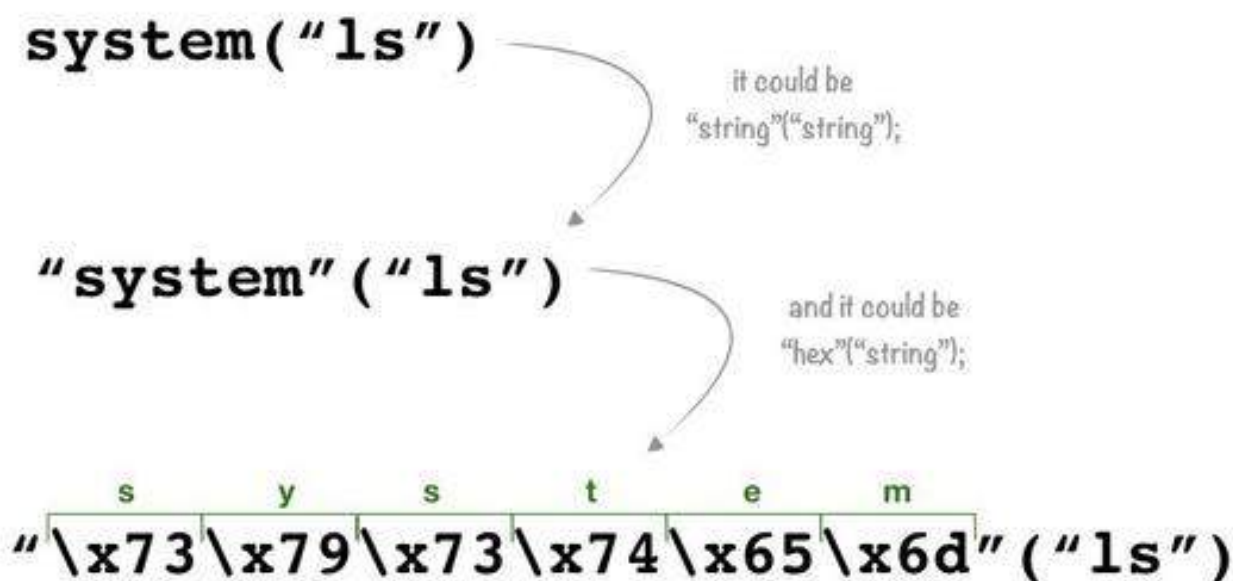 system(“ls”)
it could be
“string”(“string”);
“system”(“ls”)
and it could be
“hex”(“string”);
s y s t e m
“\x73\x79\x73\x74\x65\x6d”(“ls”)